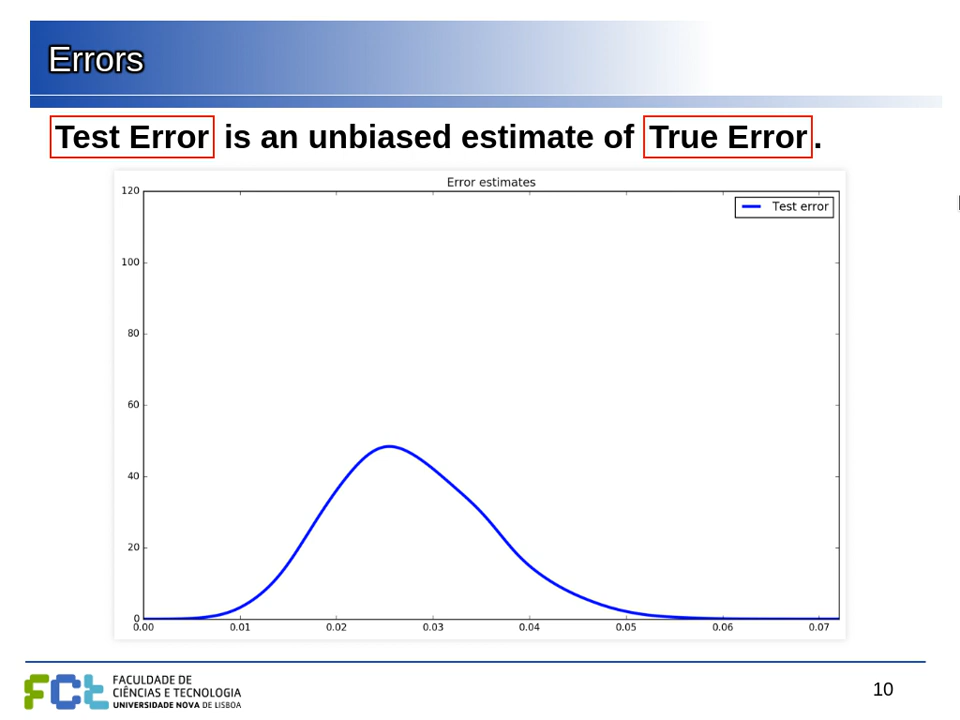 Errors
Test Error is an unbiased estimate of True Error.
Error estimates
Test error
120
100
80
60
40
20
0
0.00 0.01 0.02 0.03 0.04 0.05 0.06 0.07
FCt FACULDADE DE
CIÊNCIAS E TECNOLOGIA
UNIVERSIDADE NOVA DE LISBOA
10